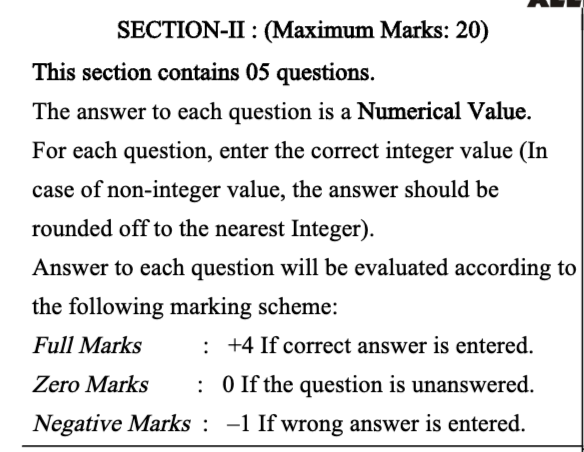 SECTION-II : (Maximum Marks: 20)
This section contains 05 questions.
The answer to each question is a Numerical Value.
For each question, enter the correct integer value (In
case of non-integer value, the answer should be
rounded off to the nearest Integer).
Answer to each question will be evaluated according to
the following marking scheme:
Full Marks : +4 If correct answer is entered.
Zero Marks : 0 If the question is unanswered.
Negative Marks : –1 If wrong answer is entered.